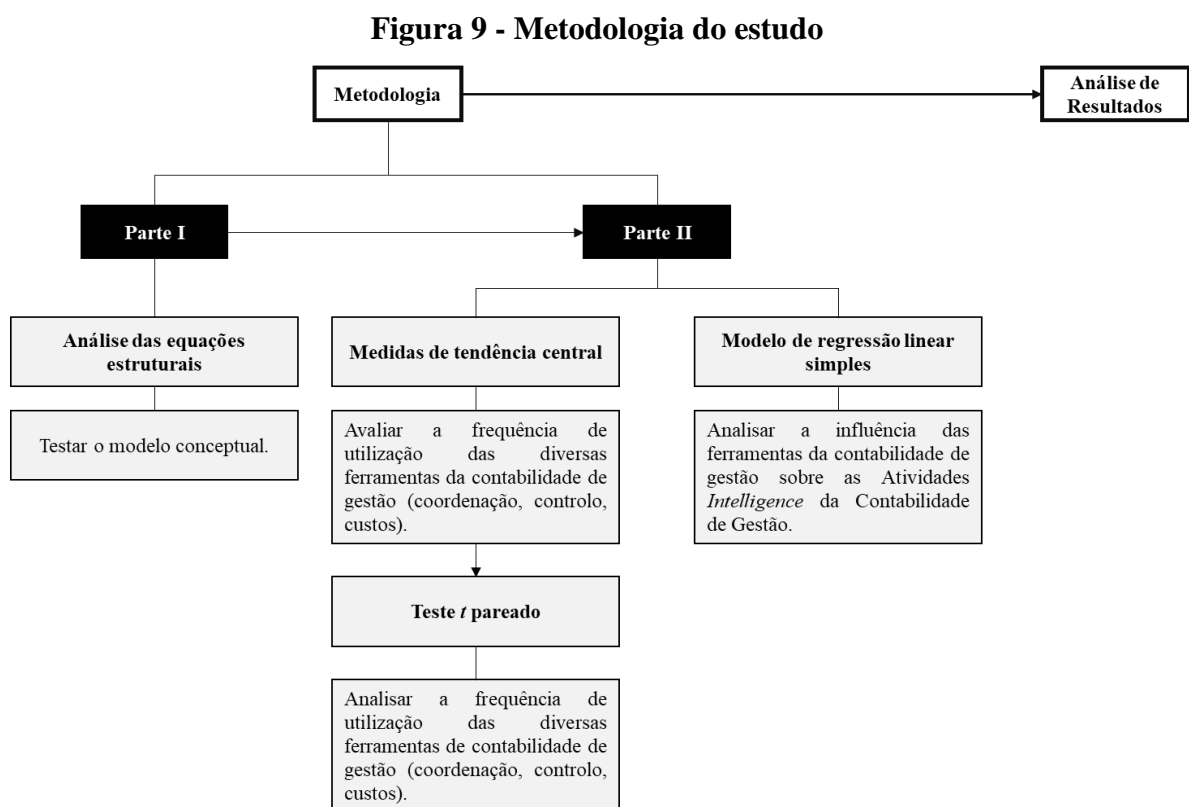 Figura 9 - Metodologia do estudo
Metodologia
Análise de
Resultados
Parte I
Parte II
Análise das equações
estruturais
Medidas de tendência central
Modelo de regressão linear
simples
Testar o modelo conceptual.
Avaliar a frequência de
utilização das diversas
ferramentas da contabilidade de
gestão (coordenação, controlo,
custos).
Analisar a influência das
ferramentas da contabilidade de
gestão sobre as Atividades
Intelligence da Contabilidade
de Gestão.
Teste t pareado
Analisar a frequência de
utilização das diversas
ferramentas de contabilidade de
gestão (coordenação, controlo,
custos).